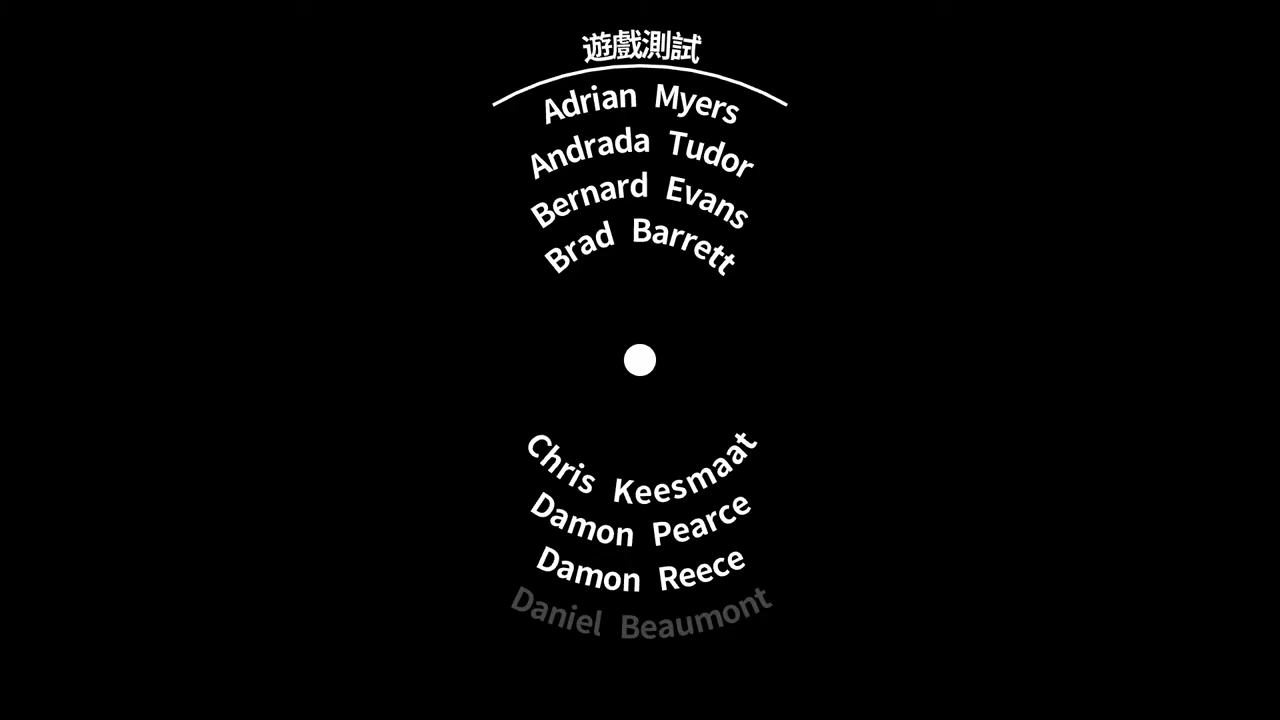 遊戲測試
Adrian Myers
Andrada Tudor
Bernard Evans
Brad Barrett
Chris Keesmaat
Damon Pearce
Damon Reece
Daniel Beaumont